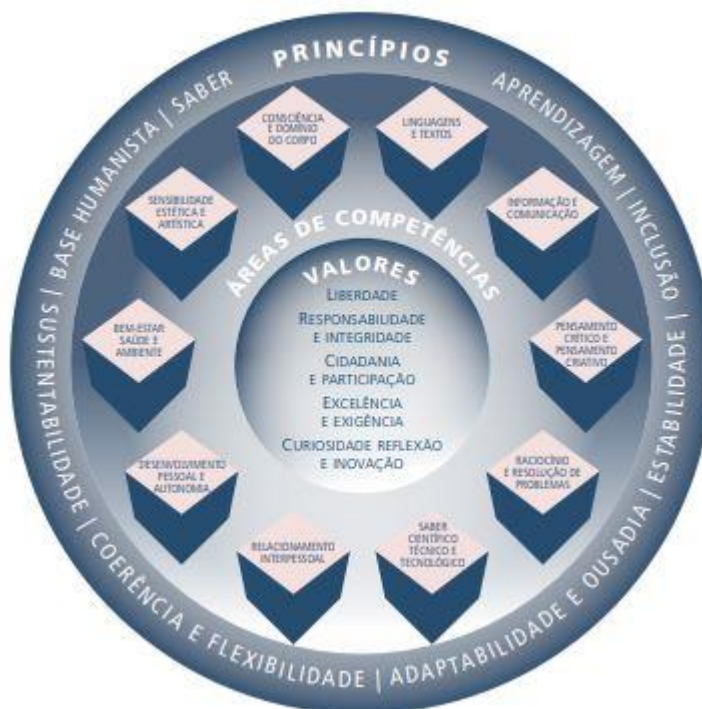 PRINCÍPIOS
BASE HUMANISTA | SABER
APRENDIZAGEM | INCLUSÃO |
SUSTENTABILIDADE |
ESTABILIDADE |
COERÊNCIA E FLEXIBILIDADE |
ADAPTABILIDADE E OUSADIA |
CONSCIÊNCIA
E DOMÍNIO
DO CORPO
LINGUAGENS
E TEXTOS
SENSIBILIDADE
ESTÉTICA E
ARTÍSTICA
INFORMAÇÃO E
COMUNICAÇÃO
ÁREAS DE COMPETÊNCIAS
VALORES
LIBERDADE
RESPONSABILIDADE
E INTEGRIDADE
CIDADANIA
E PARTICIPAÇÃO
EXCELÊNCIA
E EXIGÊNCIA
CURIOSIDADE REFLEXÃO
E INOVAÇÃO
BEM-ESTAR
SAÚDE E
AMBIENTE
PENSAMENTO
CRÍTICO E
PENSAMENTO
CRIATIVO
DESENVOLVIMENTO
PESSOAL E
AUTONOMIA
RACIOCÍNIO
E RESOLUÇÃO DE
PROBLEMAS
RELACIONAMENTO
INTERPESSOAL
SABER
CIENTÍFICO
TÉCNICO E
TECNOLÓGICO